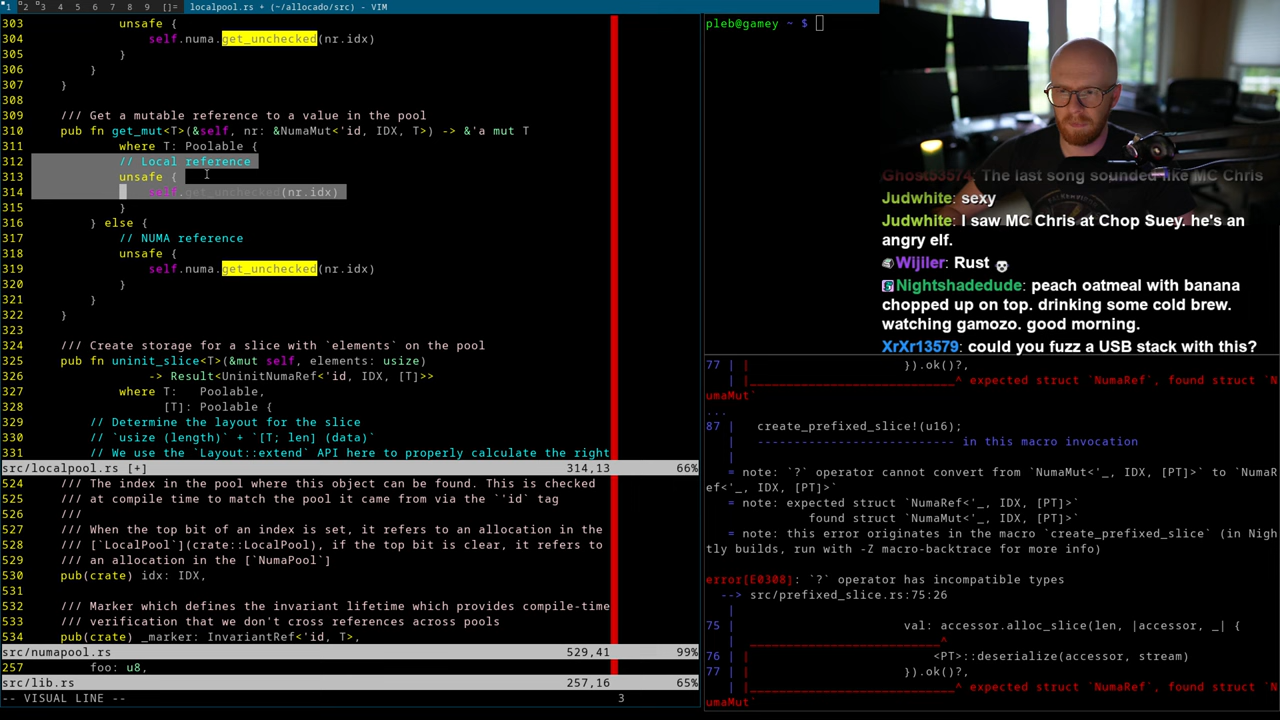 1 2 3 4 5 6 7 8 9 []= localpool.rs + (~/allocado/src) - VIM
303 unsafe {
304 self.numa.get_unchecked(nr.idx)
305 }
306 }
307 }
308
309 /// Get a mutable reference to a value in the pool
310 pub fn get_mut<T>(&self, nr: &NumaMut<'id, IDX, T>) -> &'a mut T
311 where T: Poolable {
312 // Local reference
313 unsafe {
314 self.get_unchecked(nr.idx)
315 }
316 } else {
317 // NUMA reference
318 unsafe {
319 self.numa.get_unchecked(nr.idx)
320 }
321 }
322 }
323
324 /// Create storage for a slice with `elements` on the pool
325 pub fn uninit_slice<T>(&mut self, elements: usize)
326 -> Result<UninitNumaRef<'id, IDX, [T]>>
327 where T: Poolable,
328 [T]: Poolable {
329 // Determine the layout for the slice
330 // `usize (length)` + `[T; len] (data)`
331 // We use the `Layout::extend` API here to properly calculate the right
src/localpool.rs [+] 314,13 66%
524 /// The index in the pool where this object can be found. This is checked
525 /// at compile time to match the pool it came from via the `'id` tag
526 ///
527 /// When the top bit of an index is set, it refers to an allocation in the
528 /// [`LocalPool`](crate::LocalPool), if the top bit is clear, it refers to
529 /// an allocation in the [`NumaPool`]
530 pub(crate) idx: IDX,
531
532 /// Marker which defines the invariant lifetime which provides compile-time
533 /// verification that we don't cross references across pools
534 pub(crate) _marker: InvariantRef<'id, T>,
src/numapool.rs 529,41 99%
257 foo: u8,
src/lib.rs 257,16 65%
-- VISUAL LINE -- 3
pleb@gamey ~ $
Ghost53574: The last song sounded like MC Chris
Judwhite: sexy
Judwhite: I saw MC Chris at Chop Suey. he's an
angry elf.
Wijiler: Rust
Nightshadedude: peach oatmeal with banana
chopped up on top. drinking some cold brew.
watching gamozo. good morning.
XrXr13579: could you fuzz a USB stack with this?
77 | | }).ok()?,
| |____________________________^ expected struct `NumaRef`, found struct `N
umaMut`
...
87 | create_prefixed_slice!(u16);
| -------------------------- in this macro invocation
|
= note: `?` operator cannot convert from `NumaMut<'_, IDX, [PT]>` to `NumaR
ef<'_, IDX, [PT]>`
= note: expected struct `NumaRef<'_, IDX, [PT]>`
found struct `NumaMut<'_, IDX, [PT]>`
= note: this error originates in the macro `create_prefixed_slice` (in Nigh
tly builds, run with -Z macro-backtrace for more info)
error[E0308]: `?` operator has incompatible types
--> src/prefixed_slice.rs:75:26
|
75 | val: accessor.alloc_slice(len, |accessor, _| {
| __________________________^
76 | | <PT>::deserialize(accessor, stream)
77 | | }).ok()?,
| |____________________________^ expected struct `NumaRef`, found struct `N
umaMut`